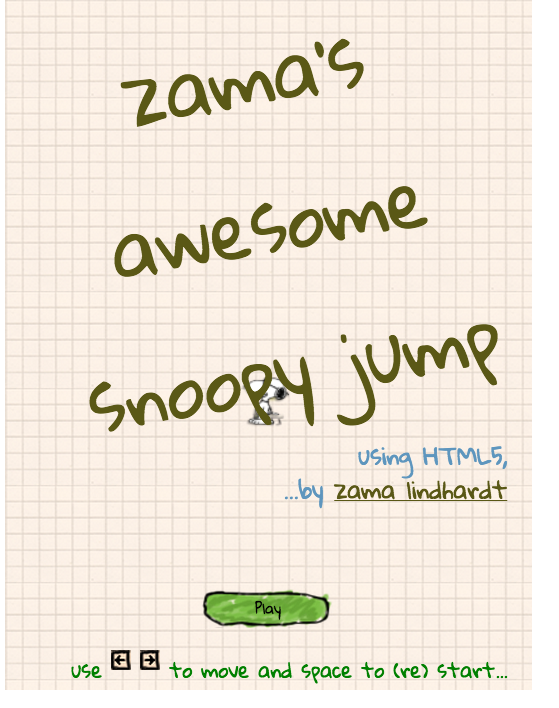 zama's
awesome
snoopy jump
using HTML5,
...by zama lindhardt
Play
use to move and space to (re) start...